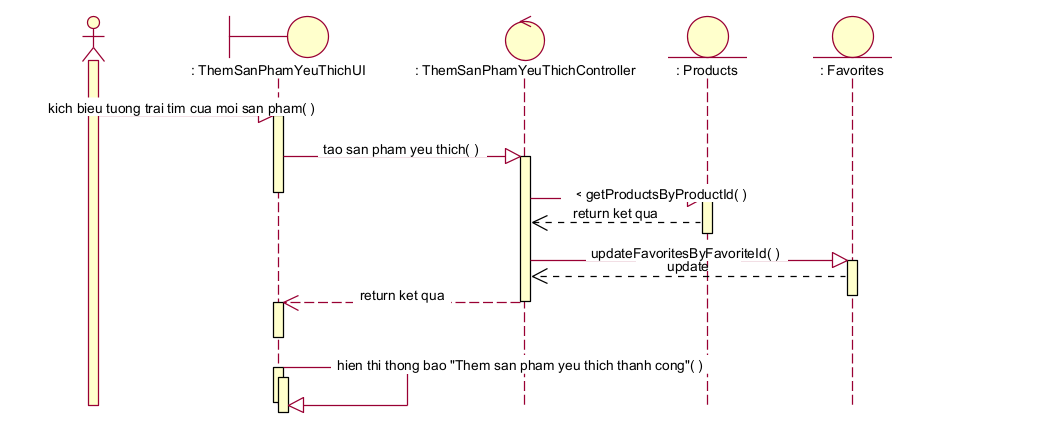 : ThemSanPhamYeuThichUI
: ThemSanPhamYeuThichController
: Products
: Favorites
kich bieu tuong trai tim cua moi san pham( )
tao san pham yeu thich( )
< getProductsByProductId( )
return ket qua
updateFavoritesByFavoriteId( )
update
return ket qua
hien thi thong bao "Them san pham yeu thich thanh cong"( )